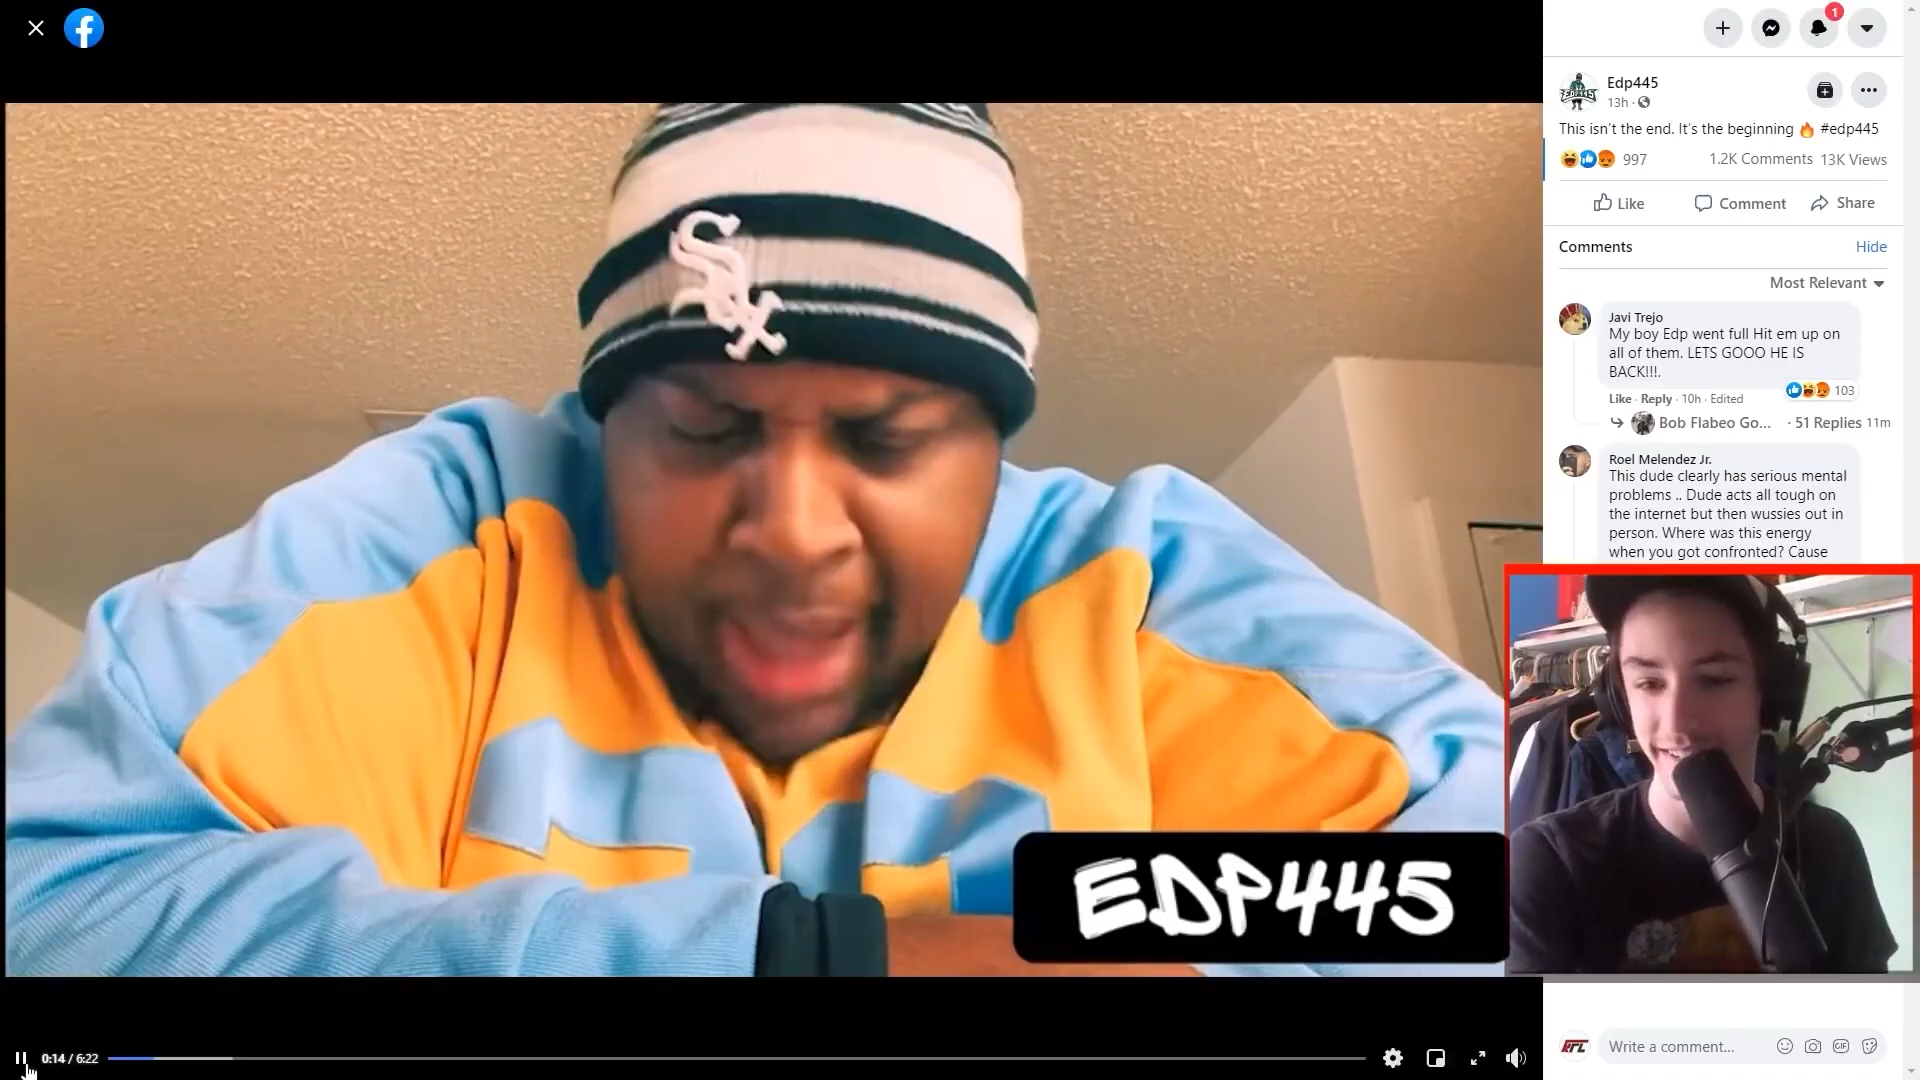 1
Edp445
13h ·
This isn't the end. It's the beginning 🔥 #edp445
997 1.2K Comments 13K Views
Like Comment Share
Comments Hide
Most Relevant
Javi Trejo
My boy Edp went full Hit em up on
all of them. LETS GOOO HE IS
BACK!!!.
103
Like · Reply · 10h · Edited
Bob Flabeo Go... · 51 Replies 11m
Roel Melendez Jr.
This dude clearly has serious mental
problems .. Dude acts all tough on
the internet but then wussies out in
person. Where was this energy
when you got confronted? Cause
Sox
EDP445
0:14 / 6:22
RFL
Write a comment...
GIF